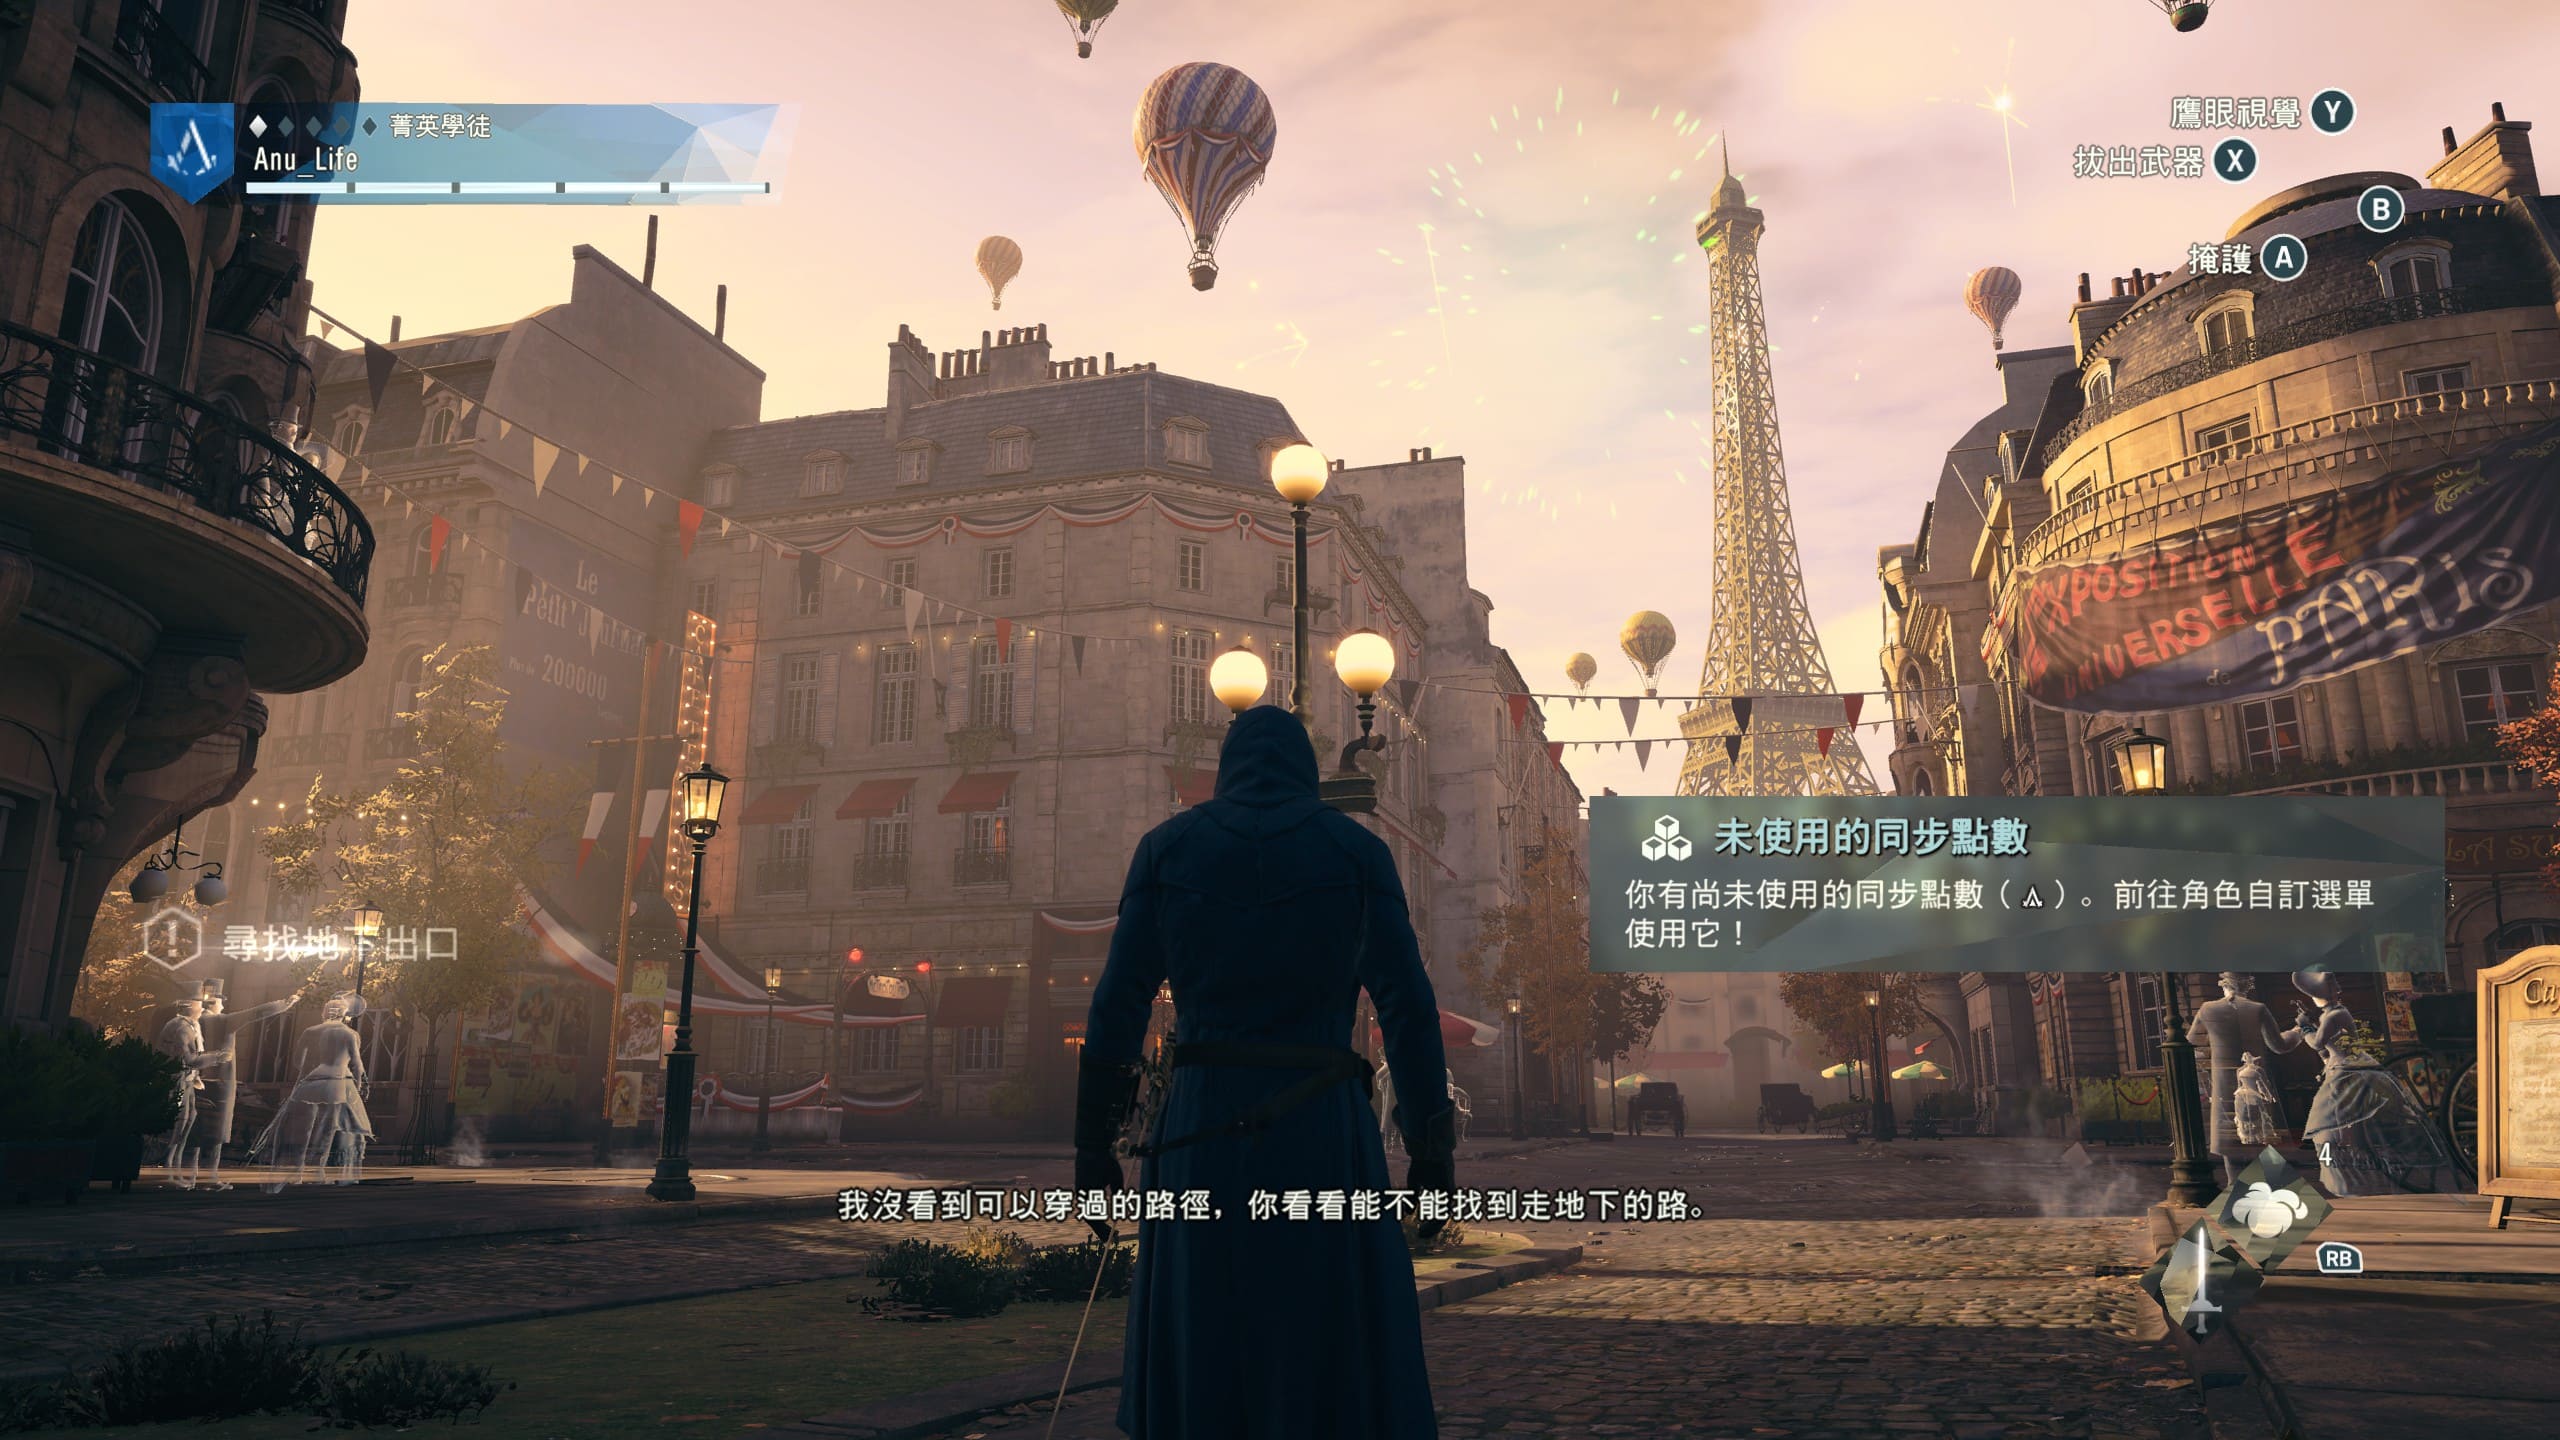 菁英學徒
Anu_Life
鷹眼視覺 Y
拔出武器 X
B
掩護 A
EXPOSITION
UNIVERSELLE
de PARIS
Le
Petit Journal
200000
未使用的同步點數
你有尚未使用的同步點數（ ）。前往角色自訂選單
使用它！
尋找地下出口
我沒看到可以穿過的路徑，你看看能不能找到走地下的路。
4
RB